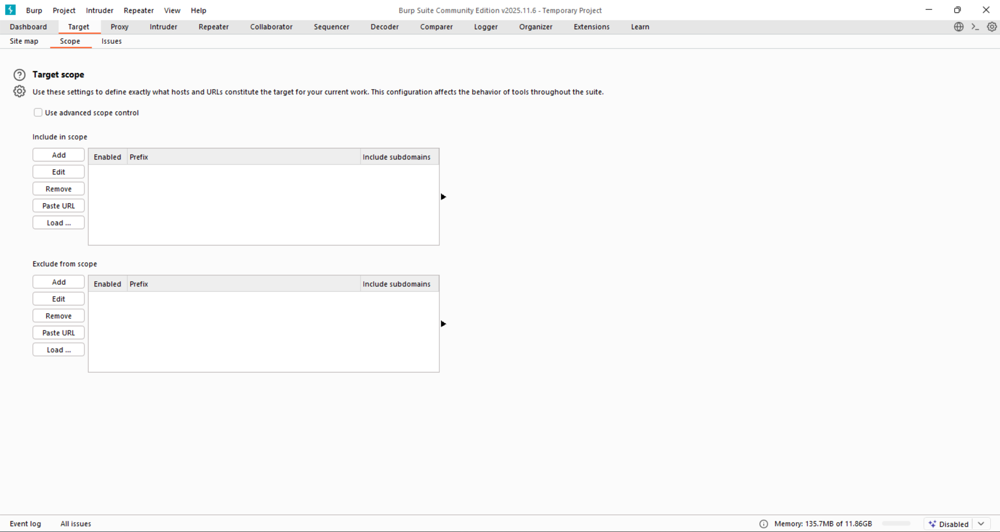 Burp Project Intruder Repeater View Help Burp Suite Community Edition v2025.11.6 - Temporary Project
Dashboard Target Proxy Intruder Repeater Collaborator Sequencer Decoder Comparer Logger Organizer Extensions Learn
Site map Scope Issues
Target scope
Use these settings to define exactly what hosts and URLs constitute the target for your current work. This configuration affects the behavior of tools throughout the suite.
Use advanced scope control
Include in scope
Add Enabled Prefix Include subdomains
Edit
Remove
Paste URL
Load ...
Exclude from scope
Add Enabled Prefix Include subdomains
Edit
Remove
Paste URL
Load ...
Event log All issues Memory: 135.7MB of 11.86GB Disabled